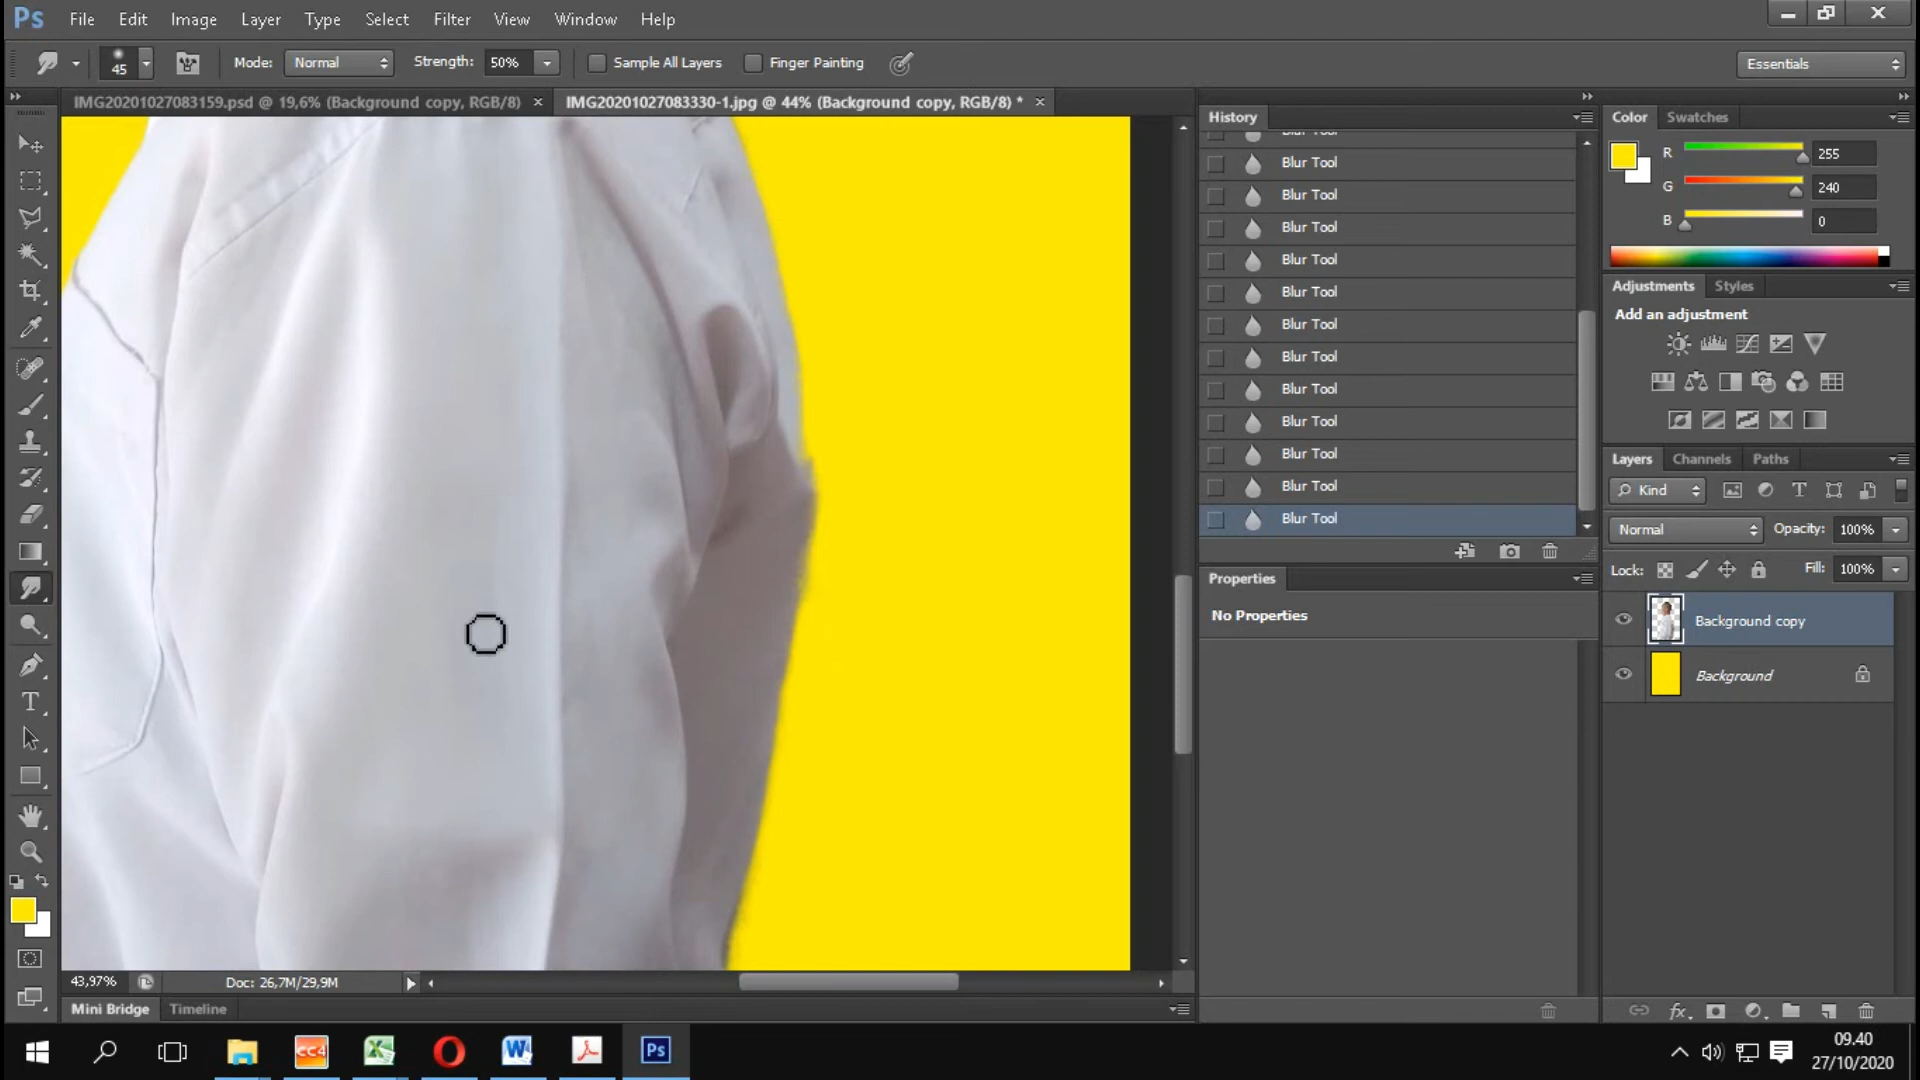 Ps File Edit Image Layer Type Select Filter View Window Help
45 Mode: Normal Strength: 50% Sample All Layers Finger Painting Essentials
IMG20201027083159.psd @ 19,6% (Background copy, RGB/8) × IMG20201027083330-1.jpg @ 44% (Background copy, RGB/8) * ×
History
Blur Tool
Blur Tool
Blur Tool
Blur Tool
Blur Tool
Blur Tool
Blur Tool
Blur Tool
Blur Tool
Blur Tool
Blur Tool
Blur Tool
Blur Tool
Properties
No Properties
Color Swatches
R 255
G 240
B 0
Adjustments Styles
Add an adjustment
Layers Channels Paths
Kind
Normal Opacity: 100%
Lock: Fill: 100%
Background copy
Background
fx
43,97% Doc: 26,7M/29,9M
Mini Bridge Timeline
CC4 Ps
09.40
27/10/2020